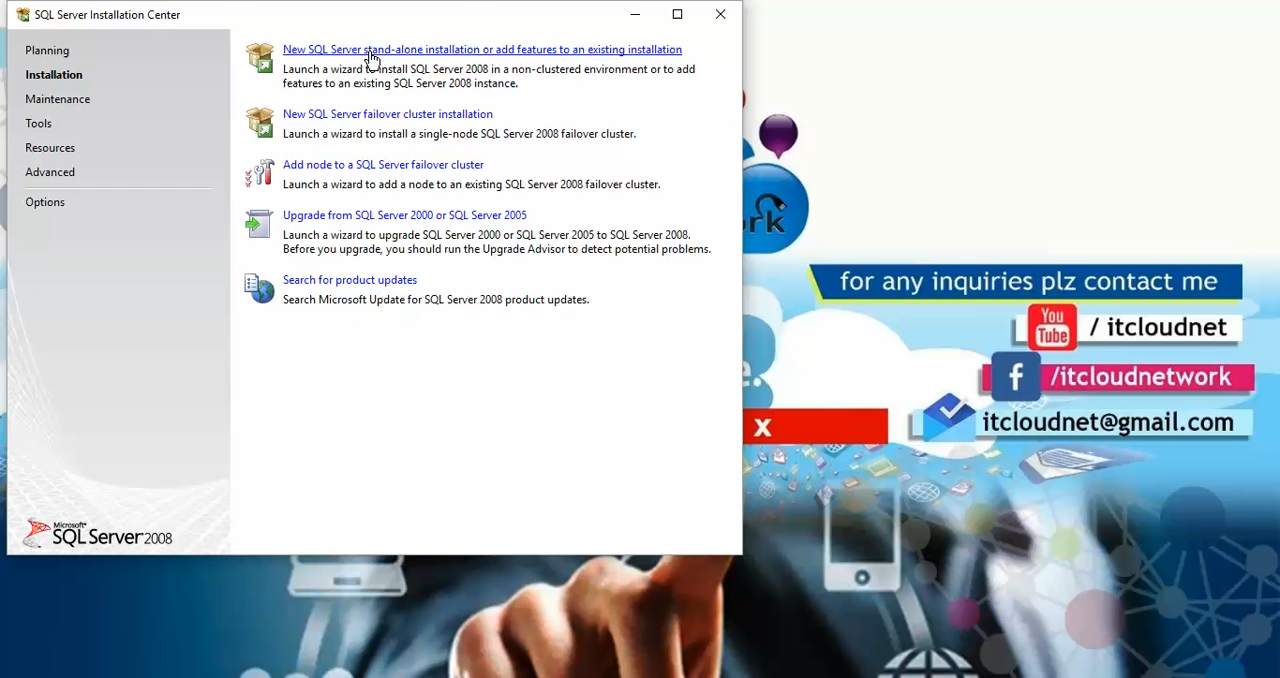 SQL Server Installation Center
Planning
Installation
Maintenance
Tools
Resources
Advanced
Options
New SQL Server stand-alone installation or add features to an existing installation
Launch a wizard to install SQL Server 2008 in a non-clustered environment or to add
features to an existing SQL Server 2008 instance.
New SQL Server failover cluster installation
Launch a wizard to install a single-node SQL Server 2008 failover cluster.
Add node to a SQL Server failover cluster
Launch a wizard to add a node to an existing SQL Server 2008 failover cluster.
Upgrade from SQL Server 2000 or SQL Server 2005
Launch a wizard to upgrade SQL Server 2000 or SQL Server 2005 to SQL Server 2008.
Before you upgrade, you should run the Upgrade Advisor to detect potential problems.
Search for product updates
Search Microsoft Update for SQL Server 2008 product updates.
Microsoft
SQL Server 2008
rk
for any inquiries plz contact me
You
Tube / itcloudnet
f /itcloudnetwork
itcloudnet@gmail.com
e.
X